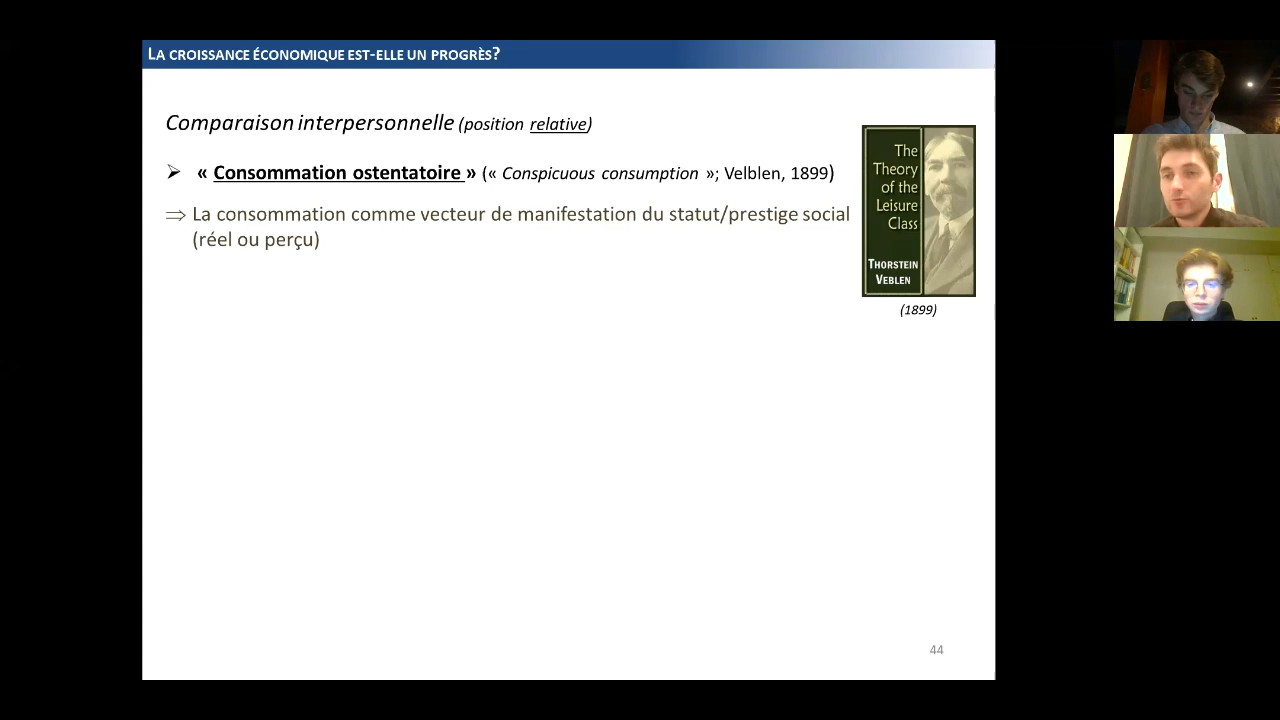 LA CROISSANCE ÉCONOMIQUE EST-ELLE UN PROGRÈS?
Comparaison interpersonnelle (position relative)
➢ « Consommation ostentatoire » (« Conspicuous consumption »; Velblen, 1899)
⇒ La consommation comme vecteur de manifestation du statut/prestige social
(réel ou perçu)
The
Theory
of the
Leisure
Class
THORSTEIN
VEBLEN
(1899)
44